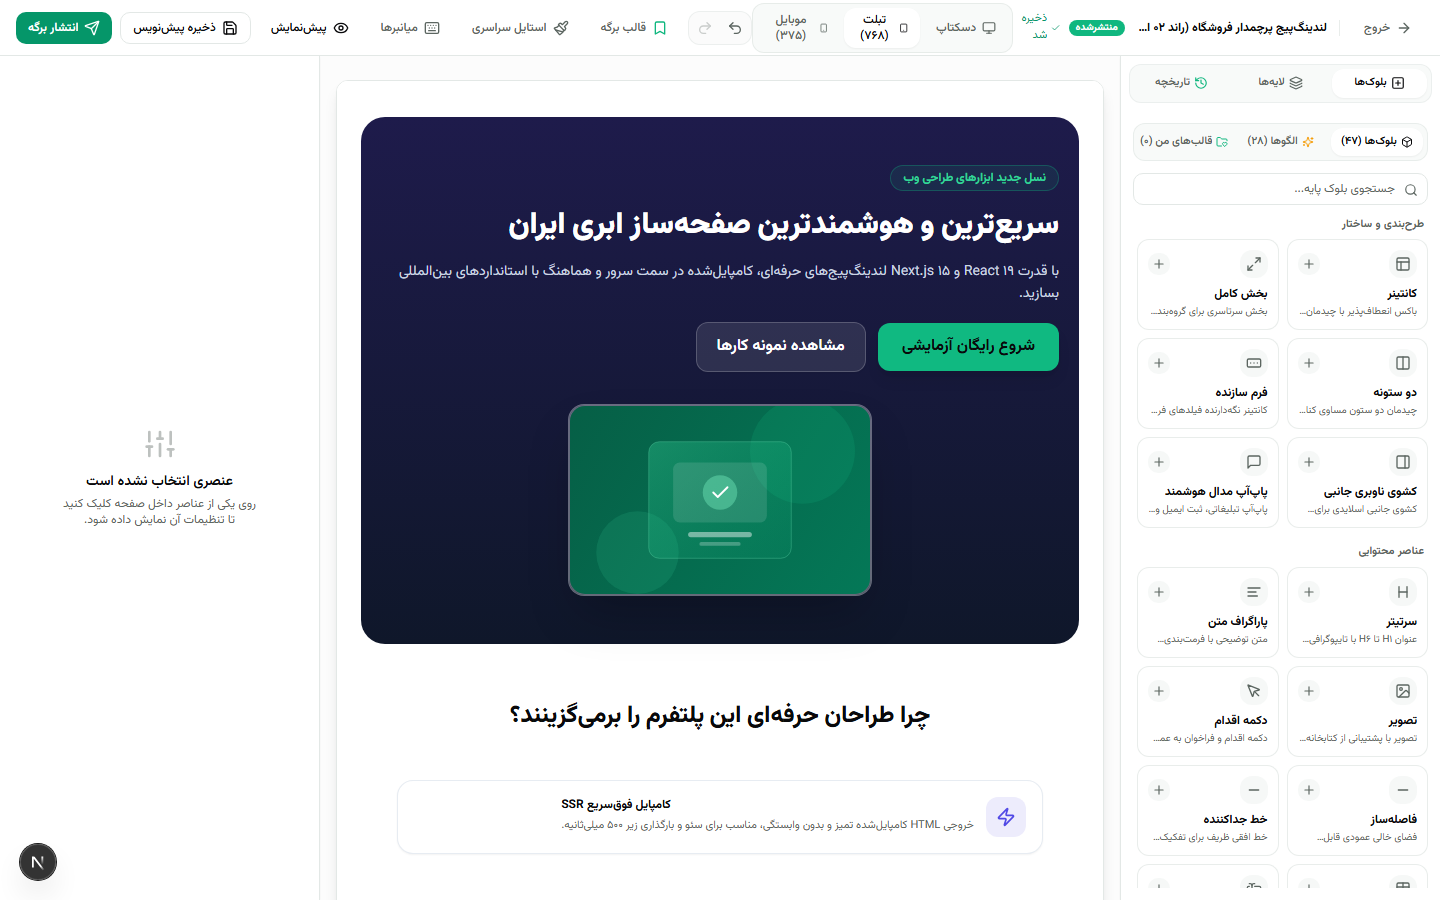 خروج
لندینگ‌پیج پرچمدار فروشگاه (راند ۰۲ ا...
منتشرشده
ذخیره شد
دسکتاپ
تبلت (۷۶۸)
موبایل (۳۷۵)
قالب برگه
استایل سراسری
میانبرها
پیش‌نمایش
ذخیره پیش‌نویس
انتشار برگه
بلوک‌ها
لایه‌ها
تاریخچه
بلوک‌ها (۴۷)
الگوها (۲۸)
قالب‌های من (۰)
جستجوی بلوک پایه...
طرح‌بندی و ساختار
کانتینر
باکس انعطاف‌پذیر با چیدمان...
بخش کامل
بخش سرتاسری برای گروه‌بند...
دو ستونه
چیدمان دو ستون مساوی کنا...
فرم سازنده
کانتینر نگه‌دارنده فیلدهای فر...
کشوی ناوبری جانبی
کشوی جانبی اسلایدی برای...
پاپ‌آپ مدال هوشمند
پاپ‌آپ تبلیغاتی، ثبت ایمیل و...
عناصر محتوایی
سرتیتر
عنوان H۱ تا H۶ با تایپوگرافی...
پاراگراف متن
متن توضیحی با فرمت‌بندی...
تصویر
تصویر با پشتیبانی از کتابخانه...
دکمه اقدام
دکمه اقدام و فراخوان به عمـ...
فاصله‌ساز
فضای خالی عمودی قابل...
خط جداکننده
خط افقی ظریف برای تفکیک...
نسل جدید ابزارهای طراحی وب
سریع‌ترین و هوشمندترین صفحه‌ساز ابری ایران
با قدرت React ۱۹ و Next.js ۱۵ لندینگ‌پیج‌های حرفه‌ای، کامپایل‌شده در سمت سرور و هماهنگ با استانداردهای بین‌المللی
بسازید.
شروع رایگان آزمایشی
مشاهده نمونه کارها
چرا طراحان حرفه‌ای این پلتفرم را برمی‌گزینند؟
کامپایل فوق‌سریع SSR
خروجی HTML کامپایل‌شده تمیز و بدون وابستگی، مناسب برای سئو و بارگذاری زیر ۵۰۰ میلی‌ثانیه.
عنصری انتخاب نشده است
روی یکی از عناصر داخل صفحه کلیک کنید
تا تنظیمات آن نمایش داده شود.
N